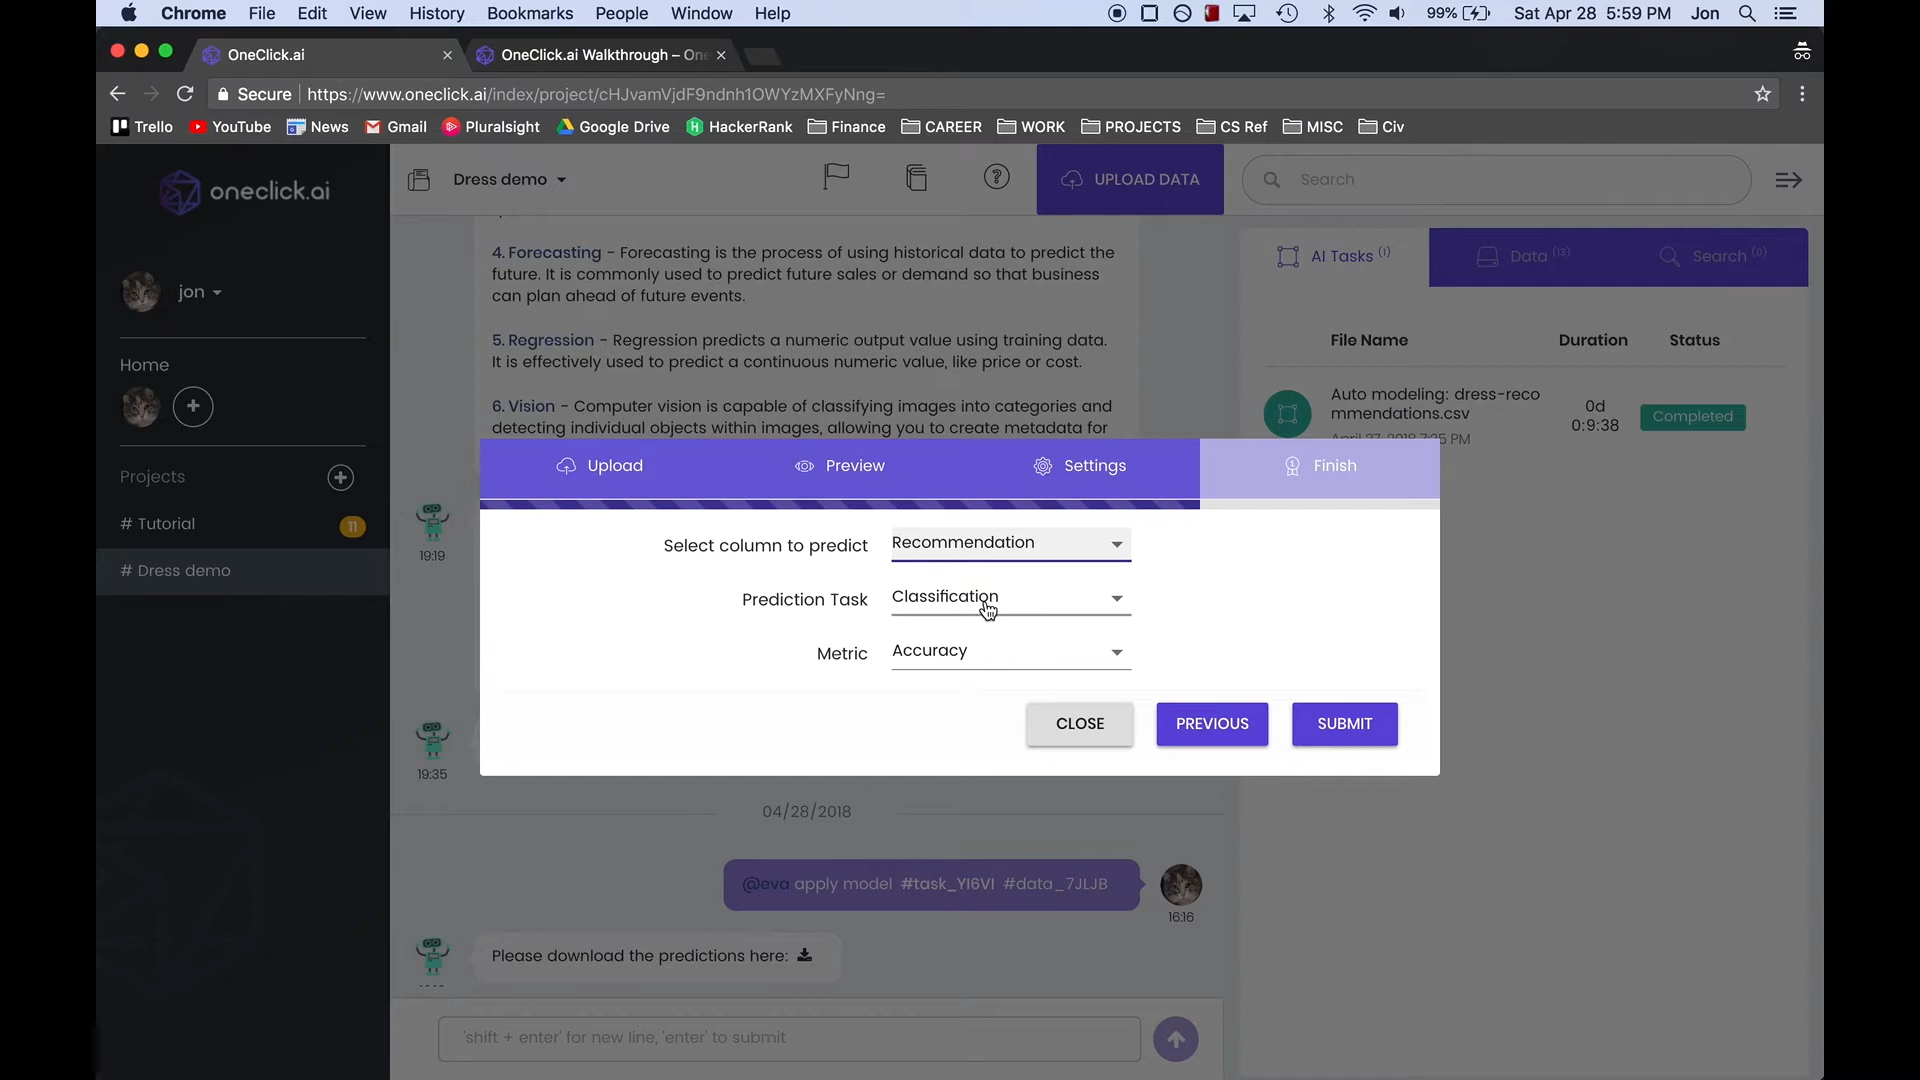 Chrome File Edit View History Bookmarks People Window Help 99% Sat Apr 28 5:59 PM Jon
OneClick.ai
OneClick.ai Walkthrough – One
Secure https://www.oneclick.ai/index/project/cHJvamVjdF9ndnh1OWYzMXFyNng=
Trello YouTube News Gmail Pluralsight Google Drive HackerRank Finance CAREER WORK PROJECTS CS Ref MISC Civ
oneclick.ai
jon
Home
Projects
# Tutorial 11
# Dress demo
Dress demo
UPLOAD DATA
Search
4. Forecasting - Forecasting is the process of using historical data to predict the
future. It is commonly used to predict future sales or demand so that business
can plan ahead of future events.
5. Regression - Regression predicts a numeric output value using training data.
It is effectively used to predict a continuous numeric value, like price or cost.
6. Vision - Computer vision is capable of classifying images into categories and
detecting individual objects within images, allowing you to create metadata for
19:19
19:35
Upload Preview Settings Finish
Select column to predict Recommendation
Prediction Task Classification
Metric Accuracy
CLOSE PREVIOUS SUBMIT
04/28/2018
@eva apply model #task_YI6VI #data_7JLJB
16:16
Please download the predictions here:
'shift + enter' for new line, 'enter' to submit
AI Tasks (1) Data (13) Search (0)
File Name Duration Status
Auto modeling: dress-reco
mmendations.csv
April 27, 2018 7:25 PM
0d
0:9:38
Completed